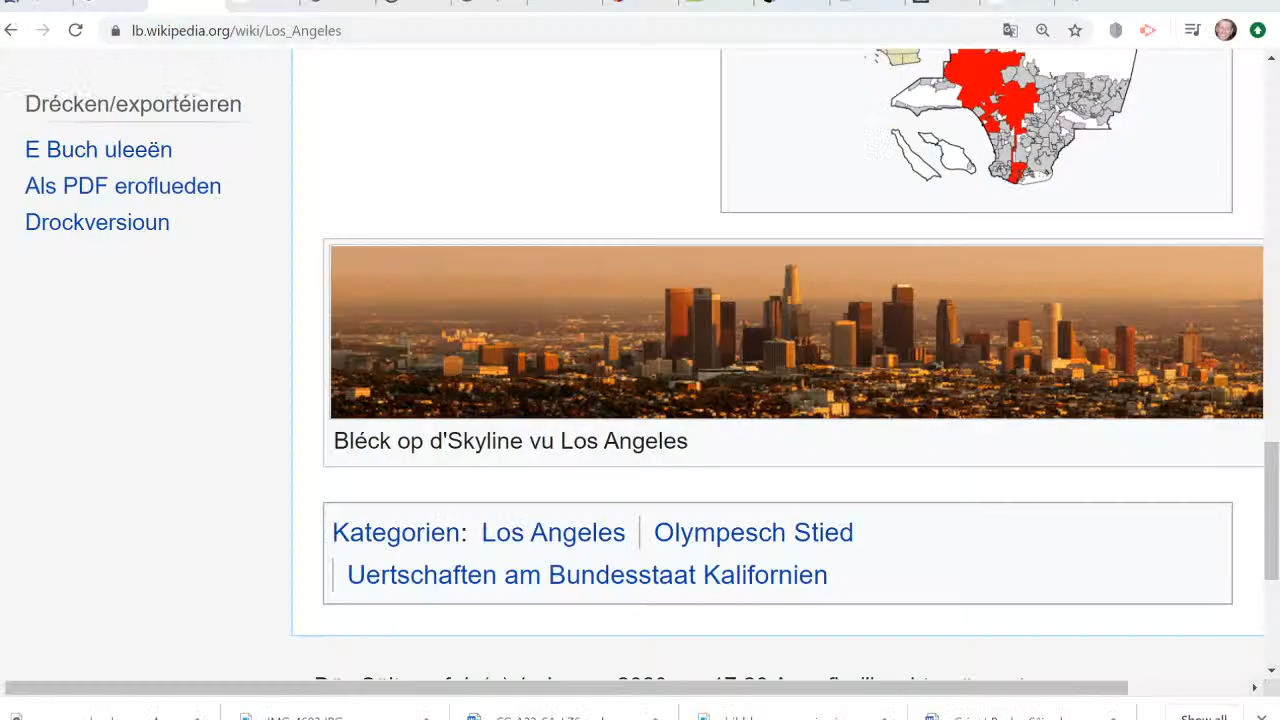 lb.wikipedia.org/wiki/Los_Angeles
Drécken/exportéieren
E Buch uleeën
Als PDF eroflueden
Drockversioun
Bléck op d'Skyline vu Los Angeles
Kategorien: Los Angeles Olympesch Stied
Uertschaften am Bundesstaat Kalifornien
Show all